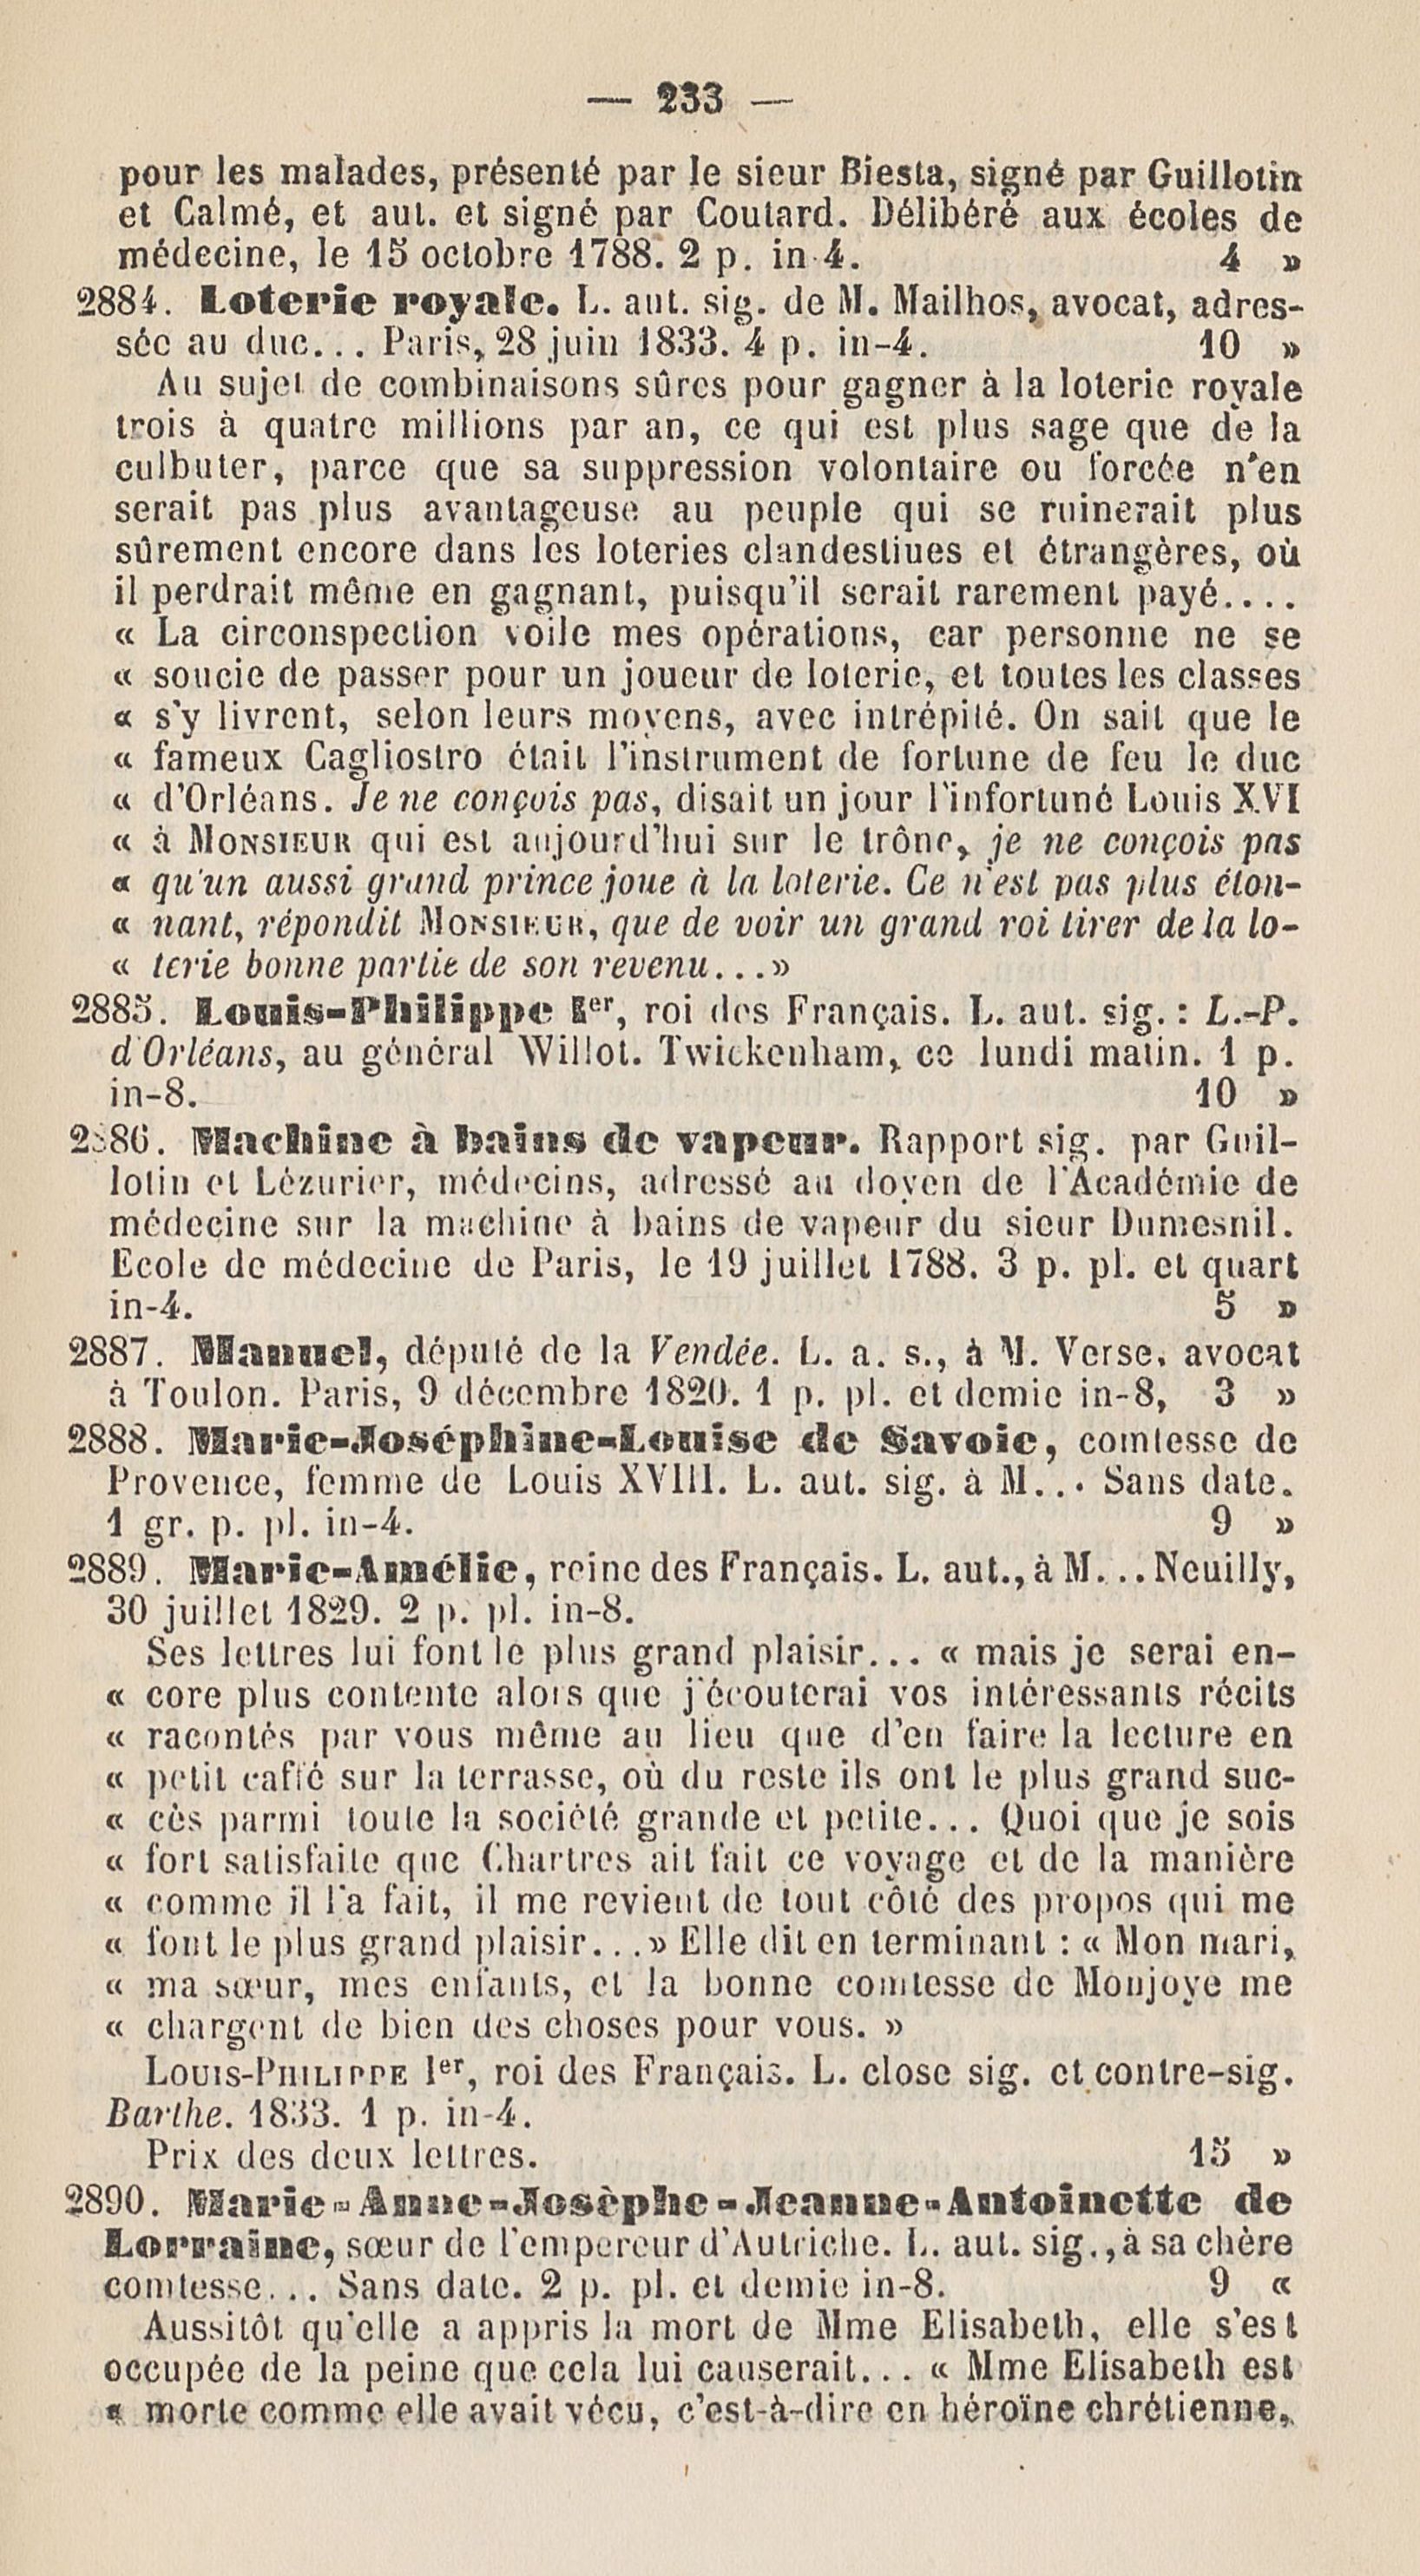 — 233 —
pour les malades, présenté par le sieur Biesta, signé par Guillotin
et Calmé, et aut. et signé par Coutard. Délibéré aux écoles de
médecine, le 15 octobre 1788. 2 p. in-4. 4 »
2884. Loterie royale. L. aut. sig. de M. Mailhos, avocat, adres-
sée au duc... Paris, 28 juin 1833. 4 p. in-4. 10 »
Au sujet de combinaisons sûres pour gagner à la loterie royale
trois à quatre millions par an, ce qui est plus sage que de la
culbuter, parce que sa suppression volontaire ou forcée n'en
serait pas plus avantageuse au peuple qui se ruinerait plus
sûrement encore dans les loteries clandestines et étrangères, où
il perdrait même en gagnant, puisqu'il serait rarement payé....
« La circonspection voile mes opérations, car personne ne se
« soucie de passer pour un joueur de loterie, et toutes les classes
« s'y livrent, selon leurs moyens, avec intrépité. On sait que le
« fameux Cagliostro était l'instrument de fortune de feu le duc
« d'Orléans. Je ne conçois pas, disait un jour l'infortuné Louis XVI
« à MONSIEUR qui est aujourd'hui sur le trône, je ne conçois pas
« qu'un aussi grand prince joue à la loterie. Ce n'est pas plus éton-
« nant, répondit MONSIEUR, que de voir un grand roi tirer de la lo-
« terie bonne partie de son revenu...»
2885. Louis-Philippe Ier, roi des Français. L. aut. sig. : L.-P.
d'Orléans, au général Willot. Twickenham, ce lundi matin. 1 p.
in-8. 10 »
2886. Machine à bains de vapeur. Rapport sig. par Guil-
lotin et Lézurier, médecins, adressé au doyen de l'Académie de
médecine sur la machine à bains de vapeur du sieur Dumesnil.
Ecole de médecine de Paris, le 19 juillet 1788. 3 p. pl. et quart
in-4. 5 »
2887. Manuel, député de la Vendée. L. a. s., à M. Verse, avocat
à Toulon. Paris, 9 décembre 1820. 1 p. pl. et demie in-8, 3 »
2888. Marie-Joséphine-Louise de Savoie, comtesse de
Provence, femme de Louis XVIII. L. aut. sig. à M... Sans date.
1 gr. p. pl. in-4. 9 »
2889. Marie-Amélie, reine des Français. L. aut., à M... Neuilly,
30 juillet 1829. 2 p. pl. in-8.
Ses lettres lui font le plus grand plaisir... « mais je serai en-
« core plus contente alors que j'écouterai vos intéressants récits
« racontés par vous même au lieu que d'en faire la lecture en
« petit caffé sur la terrasse, où du reste ils ont le plus grand suc-
« cès parmi toute la société grande et petite... Quoi que je sois
« fort satisfaite que Chartres ait fait ce voyage et de la manière
« comme il l'a fait, il me revient de tout côté des propos qui me
« font le plus grand plaisir...» Elle dit en terminant : « Mon mari,
« ma sœur, mes enfants, et la bonne comtesse de Monjoye me
« chargent de bien des choses pour vous. »
LOUIS-PHILIPPE Ier, roi des Français. L. close sig. et contre-sig.
Barthe. 1833. 1 p. in-4.
Prix des deux lettres. 15 »
2890. Marie-Anne-Josèphe-Jeanne-Antoinette de
Lorraine, sœur de l'empereur d'Autriche. L. aut. sig., à sa chère
comtesse... Sans date. 2 p. pl. et demie in-8. 9 «
Aussitôt qu'elle a appris la mort de Mme Elisabeth, elle s'est
occupée de la peine que cela lui causerait... « Mme Elisabeth est
« morte comme elle avait vécu, c'est-à-dire en héroïne chrétienne,